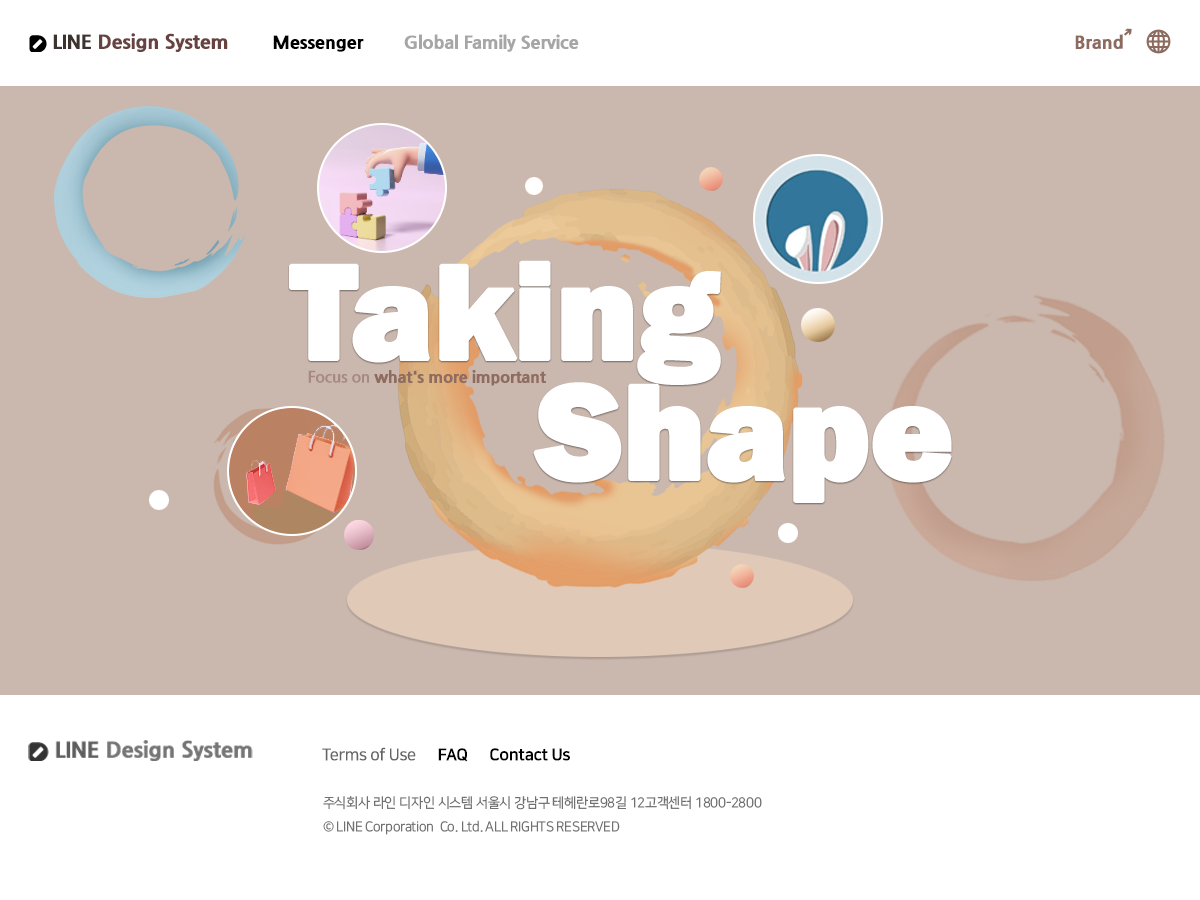 LINE Design System Messenger Global Family Service Brand
Taking
Focus on what's more important
Shape
LINE Design System
Terms of Use FAQ Contact Us
주식회사 라인 디자인 시스템 서울시 강남구 테헤란로98길 12고객센터 1800-2800
© LINE Corporation Co. Ltd. ALL RIGHTS RESERVED